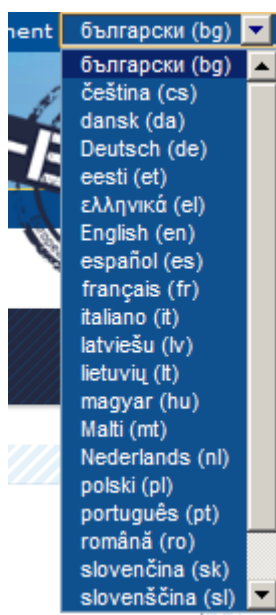 ment български (bg)
български (bg)
čeština (cs)
dansk (da)
Deutsch (de)
eesti (et)
ελληνικά (el)
English (en)
español (es)
français (fr)
italiano (it)
latviešu (lv)
lietuvių (lt)
magyar (hu)
Malti (mt)
Nederlands (nl)
polski (pl)
português (pt)
română (ro)
slovenčina (sk)
slovenščina (sl)